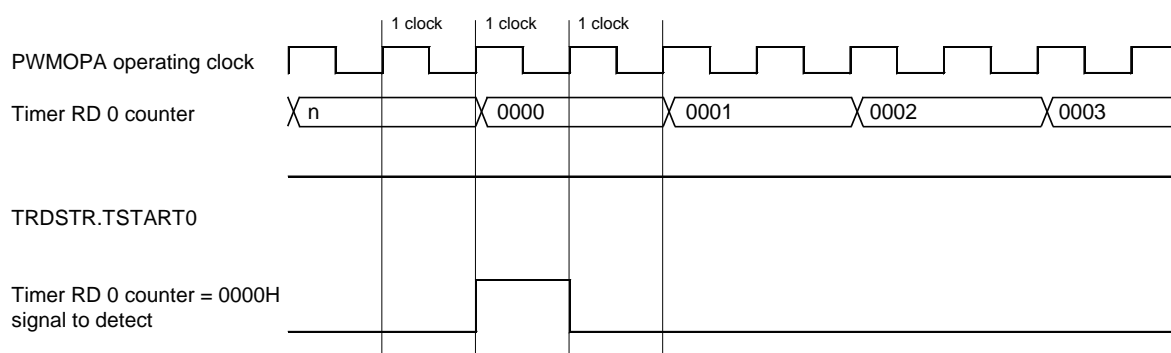 1 clock 1 clock 1 clock
PWMOPA operating clock
Timer RD 0 counter n 0000 0001 0002 0003
TRDSTR.TSTART0
Timer RD 0 counter = 0000H
signal to detect